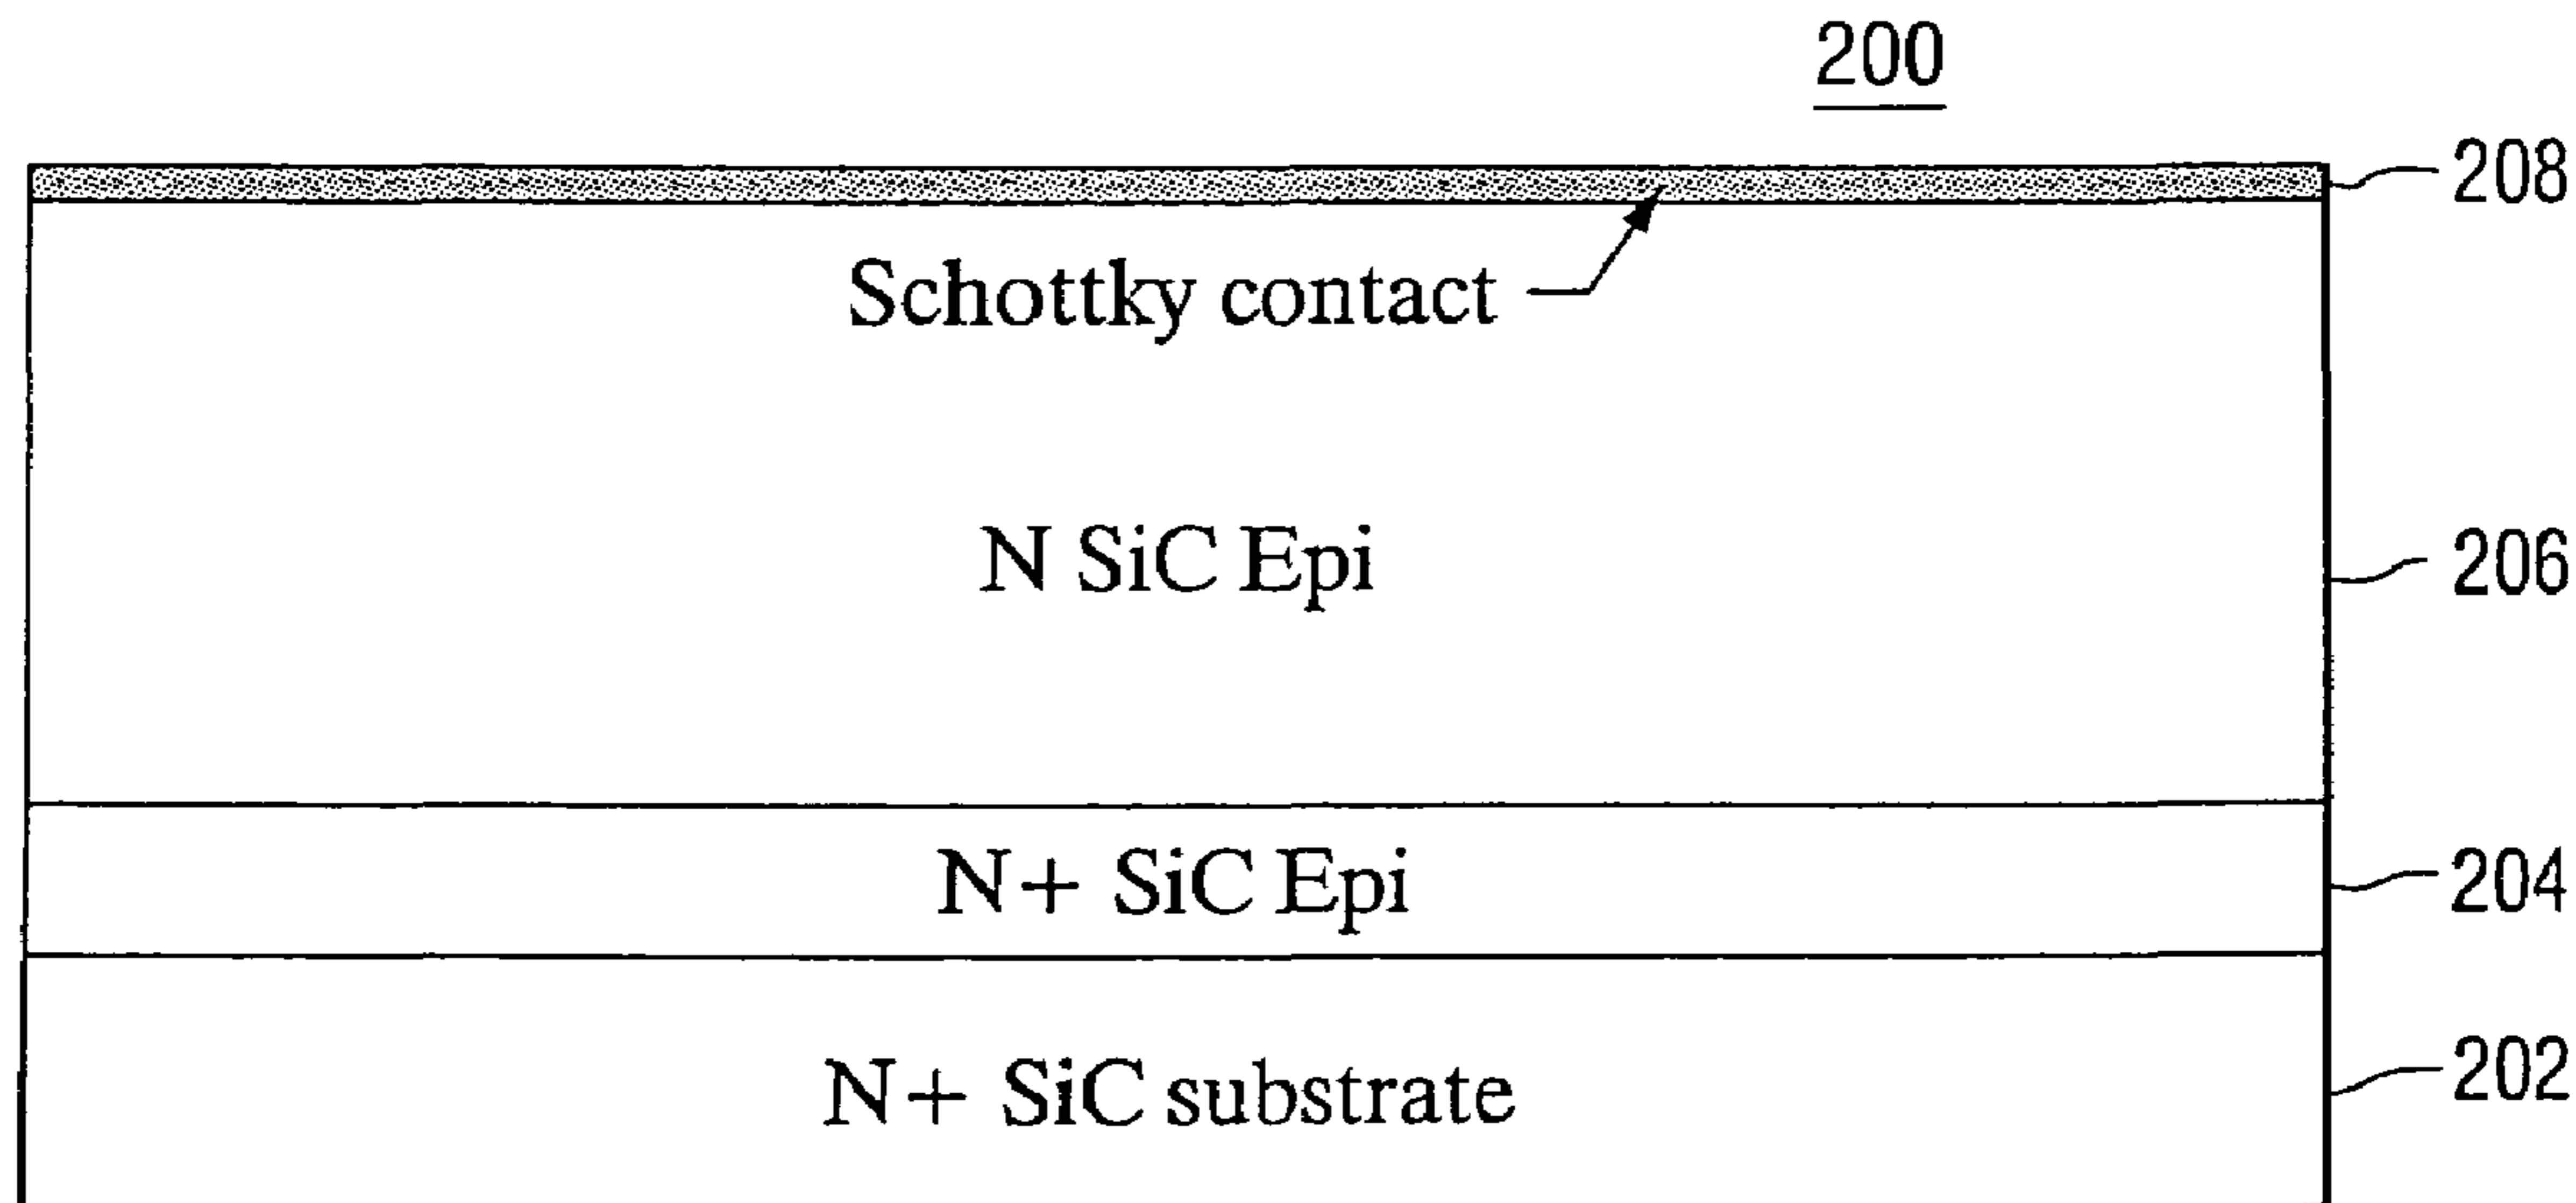 200
208
Schottky contact
N SiC Epi
206
N+ SiC Epi
204
N+ SiC substrate
202